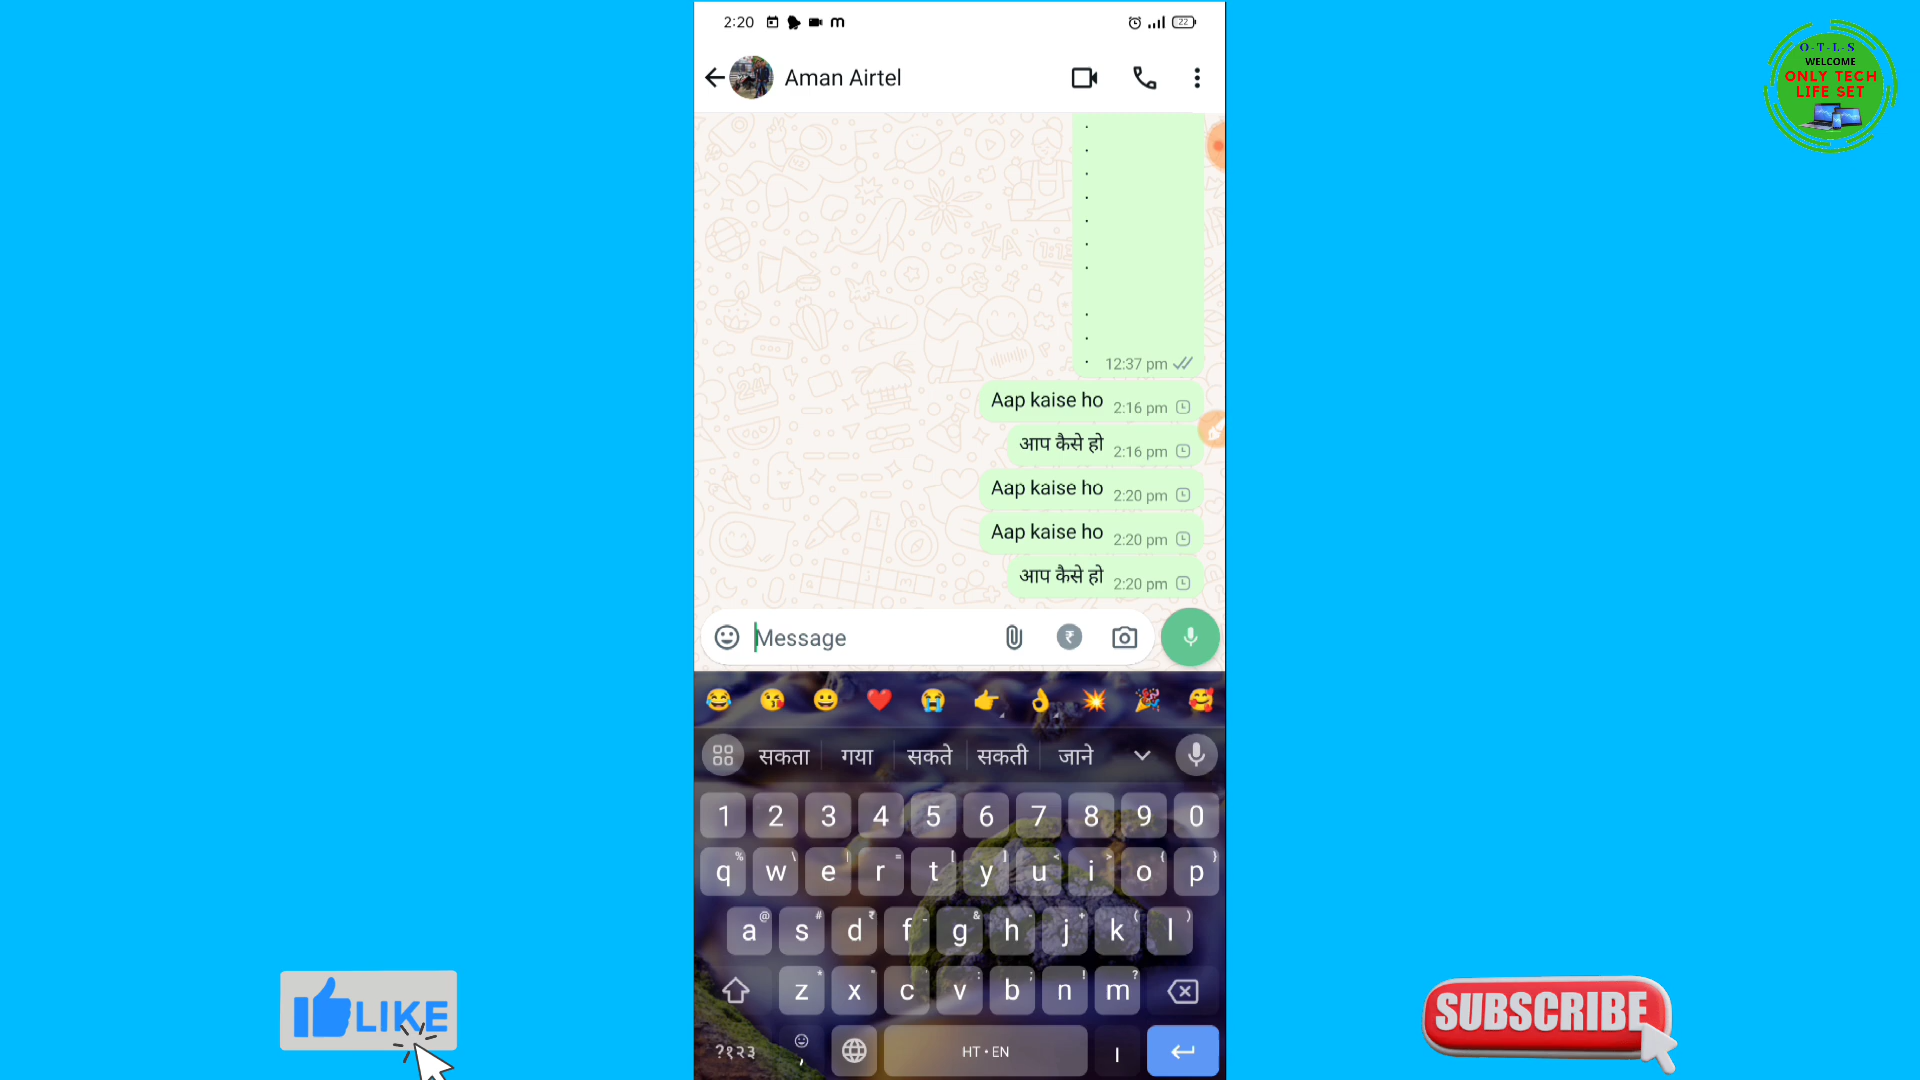 2:20 22
O-T-L-S
WELCOME
ONLY TECH
LIFE SET
Aman Airtel
12:37 pm
Aap kaise ho 2:16 pm
आप कैसे हो 2:16 pm
Aap kaise ho 2:20 pm
Aap kaise ho 2:20 pm
आप कैसे हो 2:20 pm
Message
सकता गया सकते सकती जाने
1 2 3 4 5 6 7 8 9 0
q w e r t y u i o p
a s d f g h j k l
z x c v b n m
?१२३ , HT • EN ।
LIKE
SUBSCRIBE